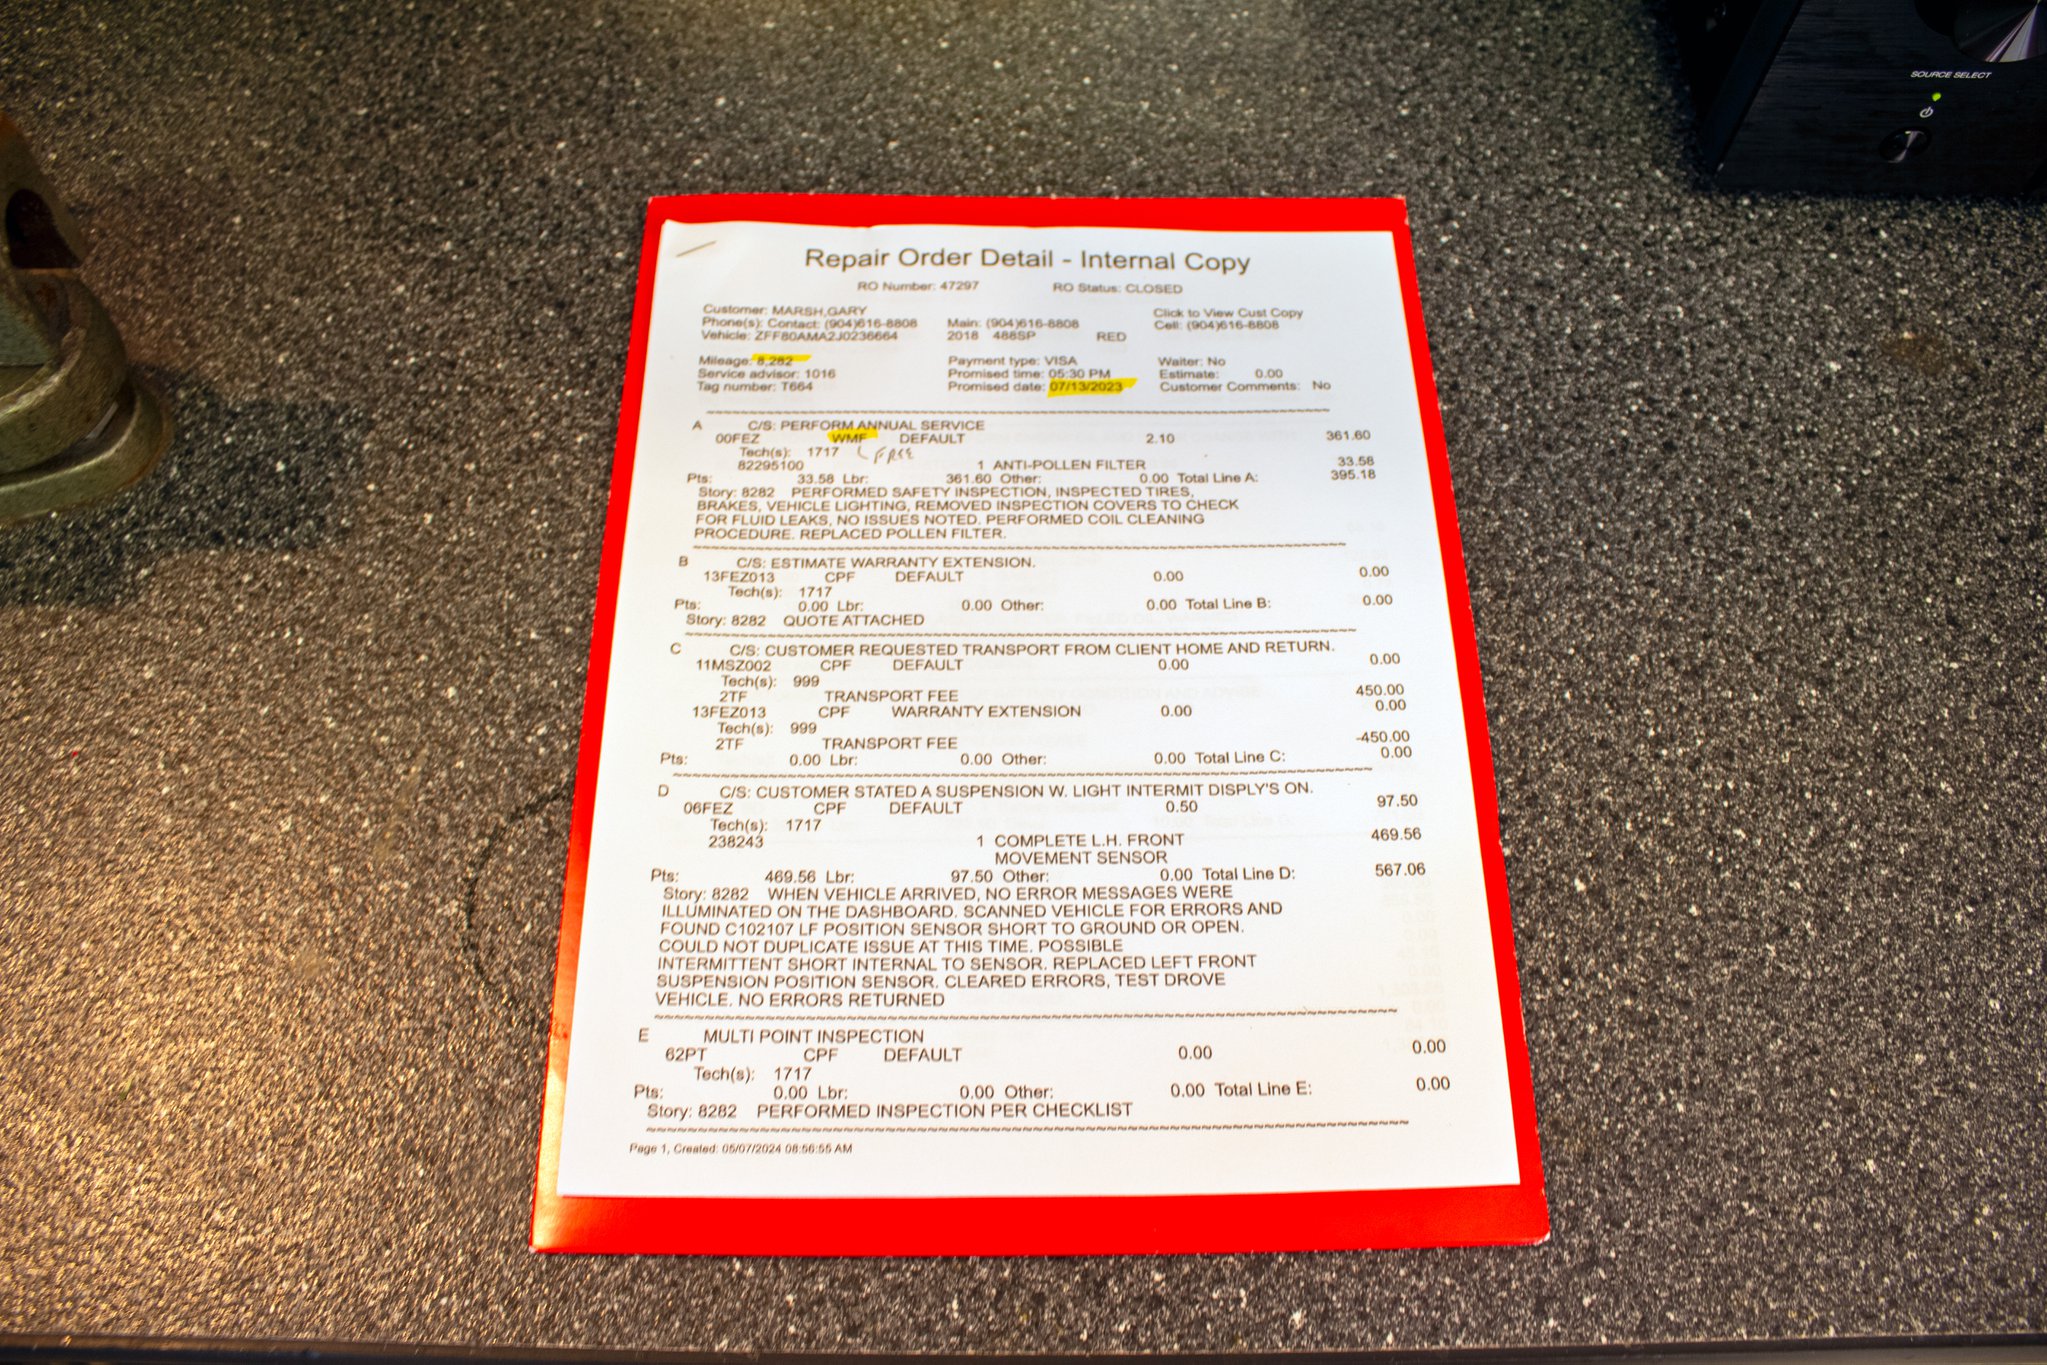 SOURCE SELECT
Repair Order Detail - Internal Copy
RO Number: 47297 RO Status: CLOSED
Customer: MARSH,GARY Click to View Cust Copy
Phone(s): Contact: (904)616-8808 Main: (904)616-8808 Cell: (904)616-8808
Vehicle: ZFF80AMA2J0236664 2018 488SP RED
Mileage: 8,282 Payment type: VISA Waiter: No
Service advisor: 1016 Promised time: 05:30 PM Estimate: 0.00
Tag number: T664 Promised date: 07/13/2023 Customer Comments: No
A C/S: PERFORM ANNUAL SERVICE
00FEZ WMF DEFAULT 2.10 361.60
Tech(s): 1717 FREE
82295100 1 ANTI-POLLEN FILTER 33.58
Pts: 33.58 Lbr: 361.60 Other: 0.00 Total Line A: 395.18
Story: 8282 PERFORMED SAFETY INSPECTION, INSPECTED TIRES,
BRAKES, VEHICLE LIGHTING, REMOVED INSPECTION COVERS TO CHECK
FOR FLUID LEAKS, NO ISSUES NOTED. PERFORMED COIL CLEANING
PROCEDURE. REPLACED POLLEN FILTER.
B C/S: ESTIMATE WARRANTY EXTENSION.
13FEZ013 CPF DEFAULT 0.00 0.00
Tech(s): 1717
Pts: 0.00 Lbr: 0.00 Other: 0.00 Total Line B: 0.00
Story: 8282 QUOTE ATTACHED
C C/S: CUSTOMER REQUESTED TRANSPORT FROM CLIENT HOME AND RETURN.
11MSZ002 CPF DEFAULT 0.00 0.00
Tech(s): 999
2TF TRANSPORT FEE 450.00
13FEZ013 CPF WARRANTY EXTENSION 0.00 0.00
Tech(s): 999
2TF TRANSPORT FEE -450.00
Pts: 0.00 Lbr: 0.00 Other: 0.00 Total Line C: 0.00
D C/S: CUSTOMER STATED A SUSPENSION W. LIGHT INTERMIT DISPLY'S ON.
06FEZ CPF DEFAULT 0.50 97.50
Tech(s): 1717
238243 1 COMPLETE L.H. FRONT 469.56
MOVEMENT SENSOR
Pts: 469.56 Lbr: 97.50 Other: 0.00 Total Line D: 567.06
Story: 8282 WHEN VEHICLE ARRIVED, NO ERROR MESSAGES WERE
ILLUMINATED ON THE DASHBOARD. SCANNED VEHICLE FOR ERRORS AND
FOUND C102107 LF POSITION SENSOR SHORT TO GROUND OR OPEN.
COULD NOT DUPLICATE ISSUE AT THIS TIME. POSSIBLE
INTERMITTENT SHORT INTERNAL TO SENSOR. REPLACED LEFT FRONT
SUSPENSION POSITION SENSOR. CLEARED ERRORS, TEST DROVE
VEHICLE. NO ERRORS RETURNED
E MULTI POINT INSPECTION
62PT CPF DEFAULT 0.00 0.00
Tech(s): 1717
Pts: 0.00 Lbr: 0.00 Other: 0.00 Total Line E: 0.00
Story: 8282 PERFORMED INSPECTION PER CHECKLIST
Page 1, Created: 05/07/2024 08:56:55 AM